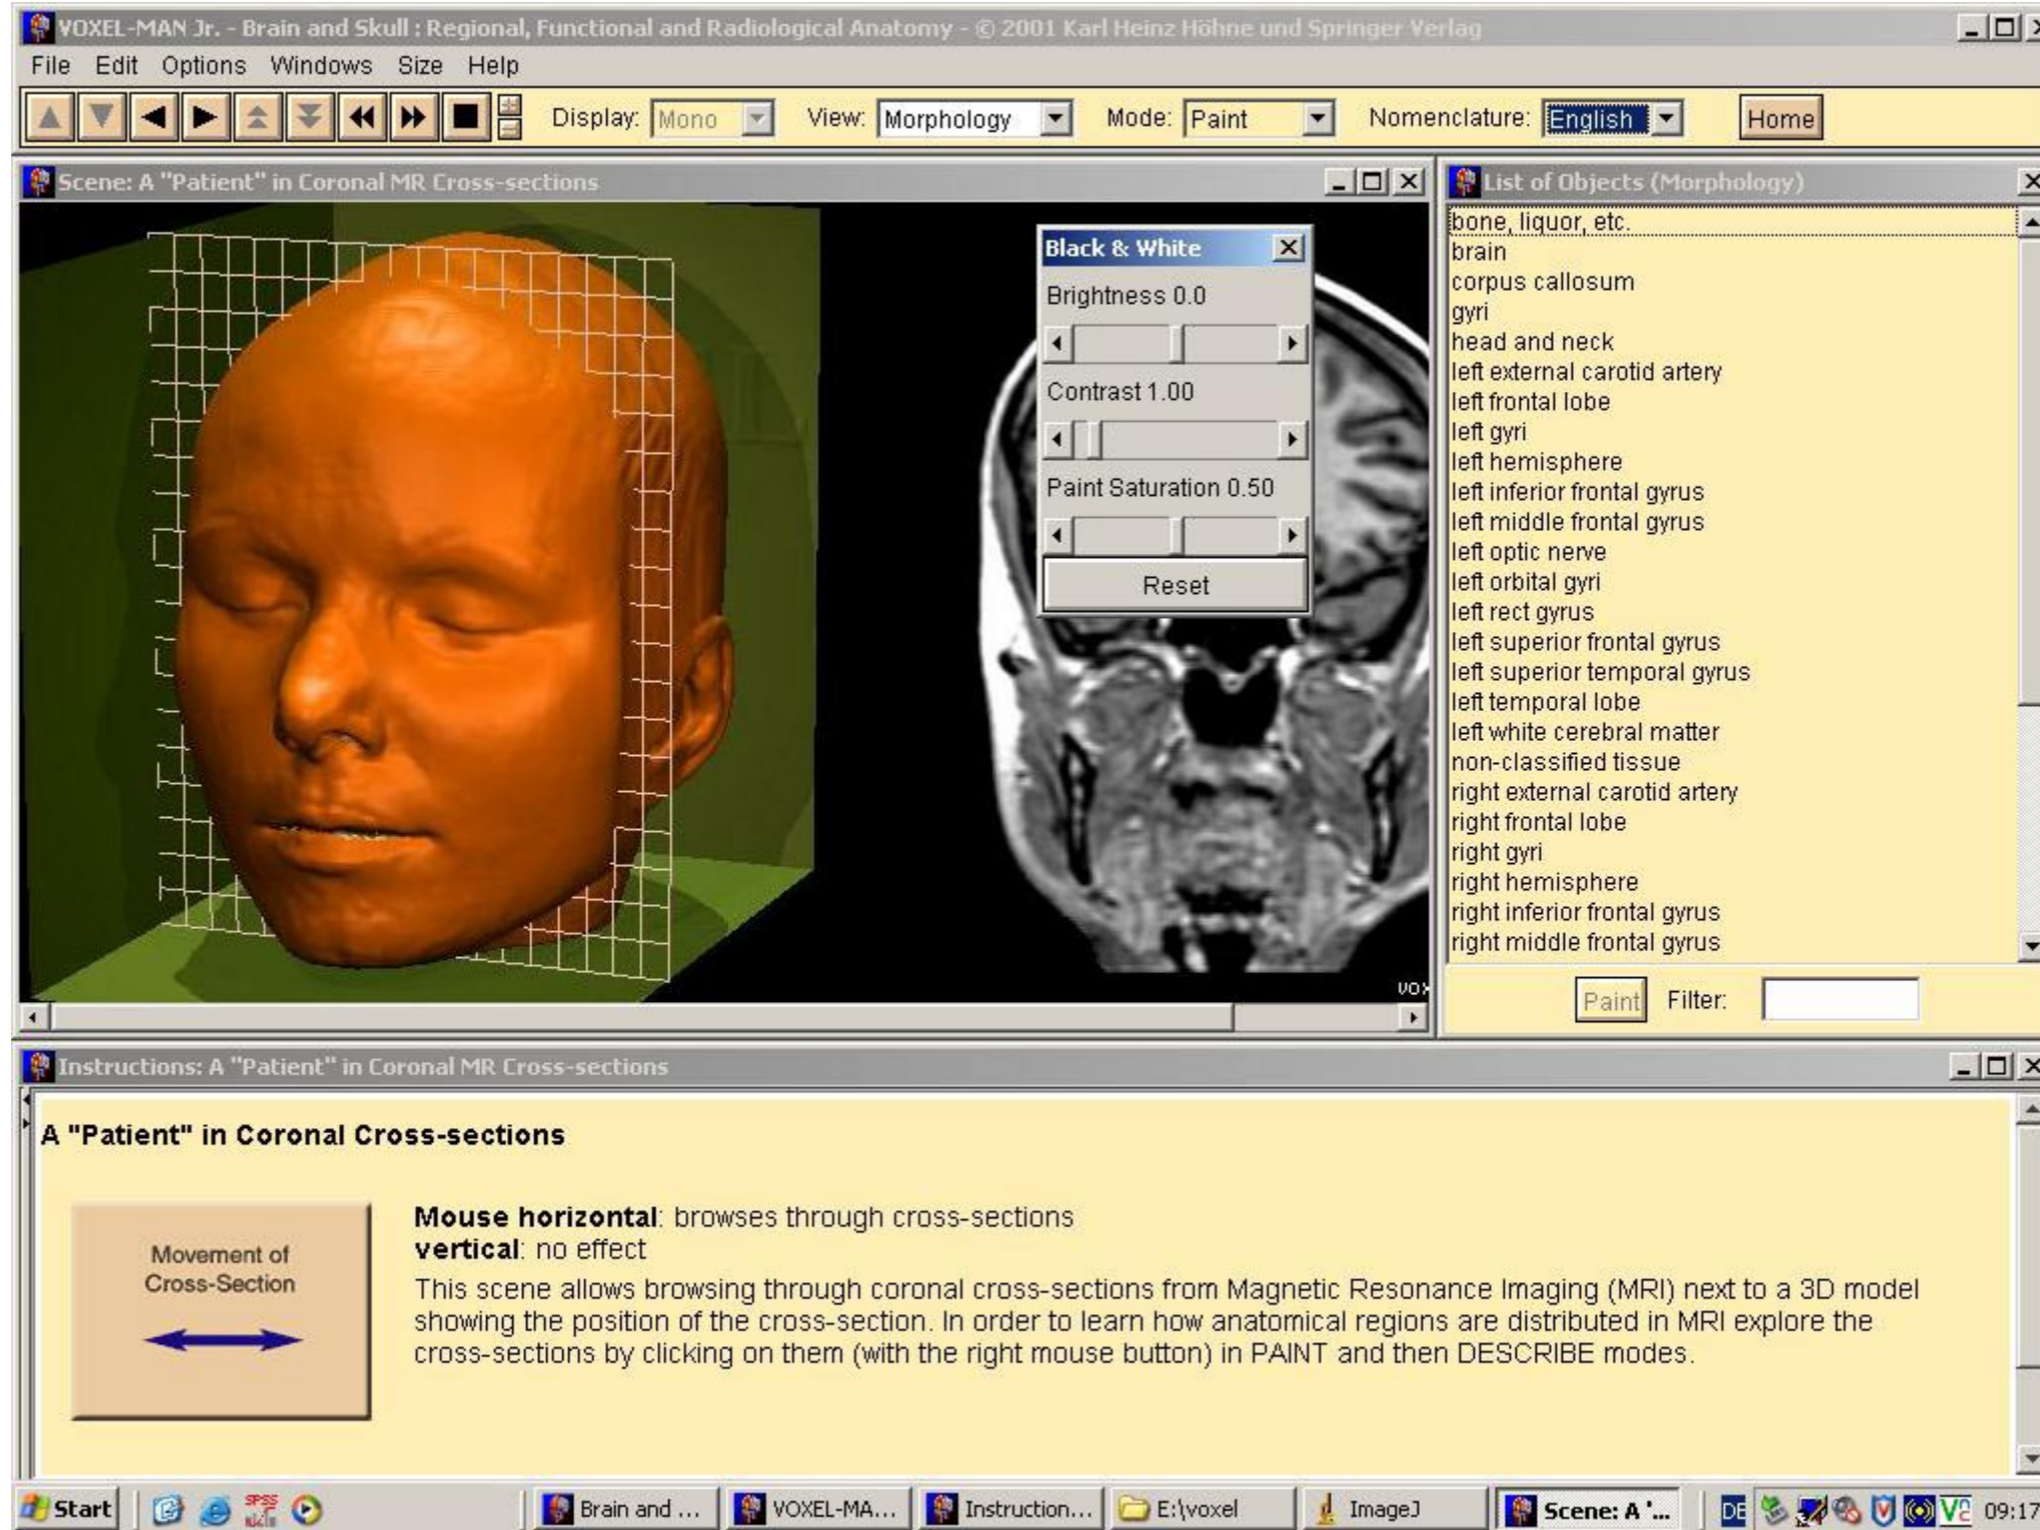 VOXEL-MAN Jr. - Brain and Skull : Regional, Functional and Radiological Anatomy - © 2001 Karl Heinz Höhne und Springer Verlag
File Edit Options Windows Size Help
Display: Mono View: Morphology Mode: Paint Nomenclature: English Home
Scene: A "Patient" in Coronal MR Cross-sections
Black & White
Brightness 0.0
Contrast 1.00
Paint Saturation 0.50
Reset
VOX
List of Objects (Morphology)
bone, liquor, etc.
brain
corpus callosum
gyri
head and neck
left external carotid artery
left frontal lobe
left gyri
left hemisphere
left inferior frontal gyrus
left middle frontal gyrus
left optic nerve
left orbital gyri
left rect gyrus
left superior frontal gyrus
left superior temporal gyrus
left temporal lobe
left white cerebral matter
non-classified tissue
right external carotid artery
right frontal lobe
right gyri
right hemisphere
right inferior frontal gyrus
right middle frontal gyrus
Paint Filter:
Instructions: A "Patient" in Coronal MR Cross-sections
A "Patient" in Coronal Cross-sections
Movement of
Cross-Section
Mouse horizontal: browses through cross-sections
vertical: no effect
This scene allows browsing through coronal cross-sections from Magnetic Resonance Imaging (MRI) next to a 3D model
showing the position of the cross-section. In order to learn how anatomical regions are distributed in MRI explore the
cross-sections by clicking on them (with the right mouse button) in PAINT and then DESCRIBE modes.
Start SPSS Brain and ... VOXEL-MA... Instruction... E:\voxel ImageJ Scene: A '... DE 09:17